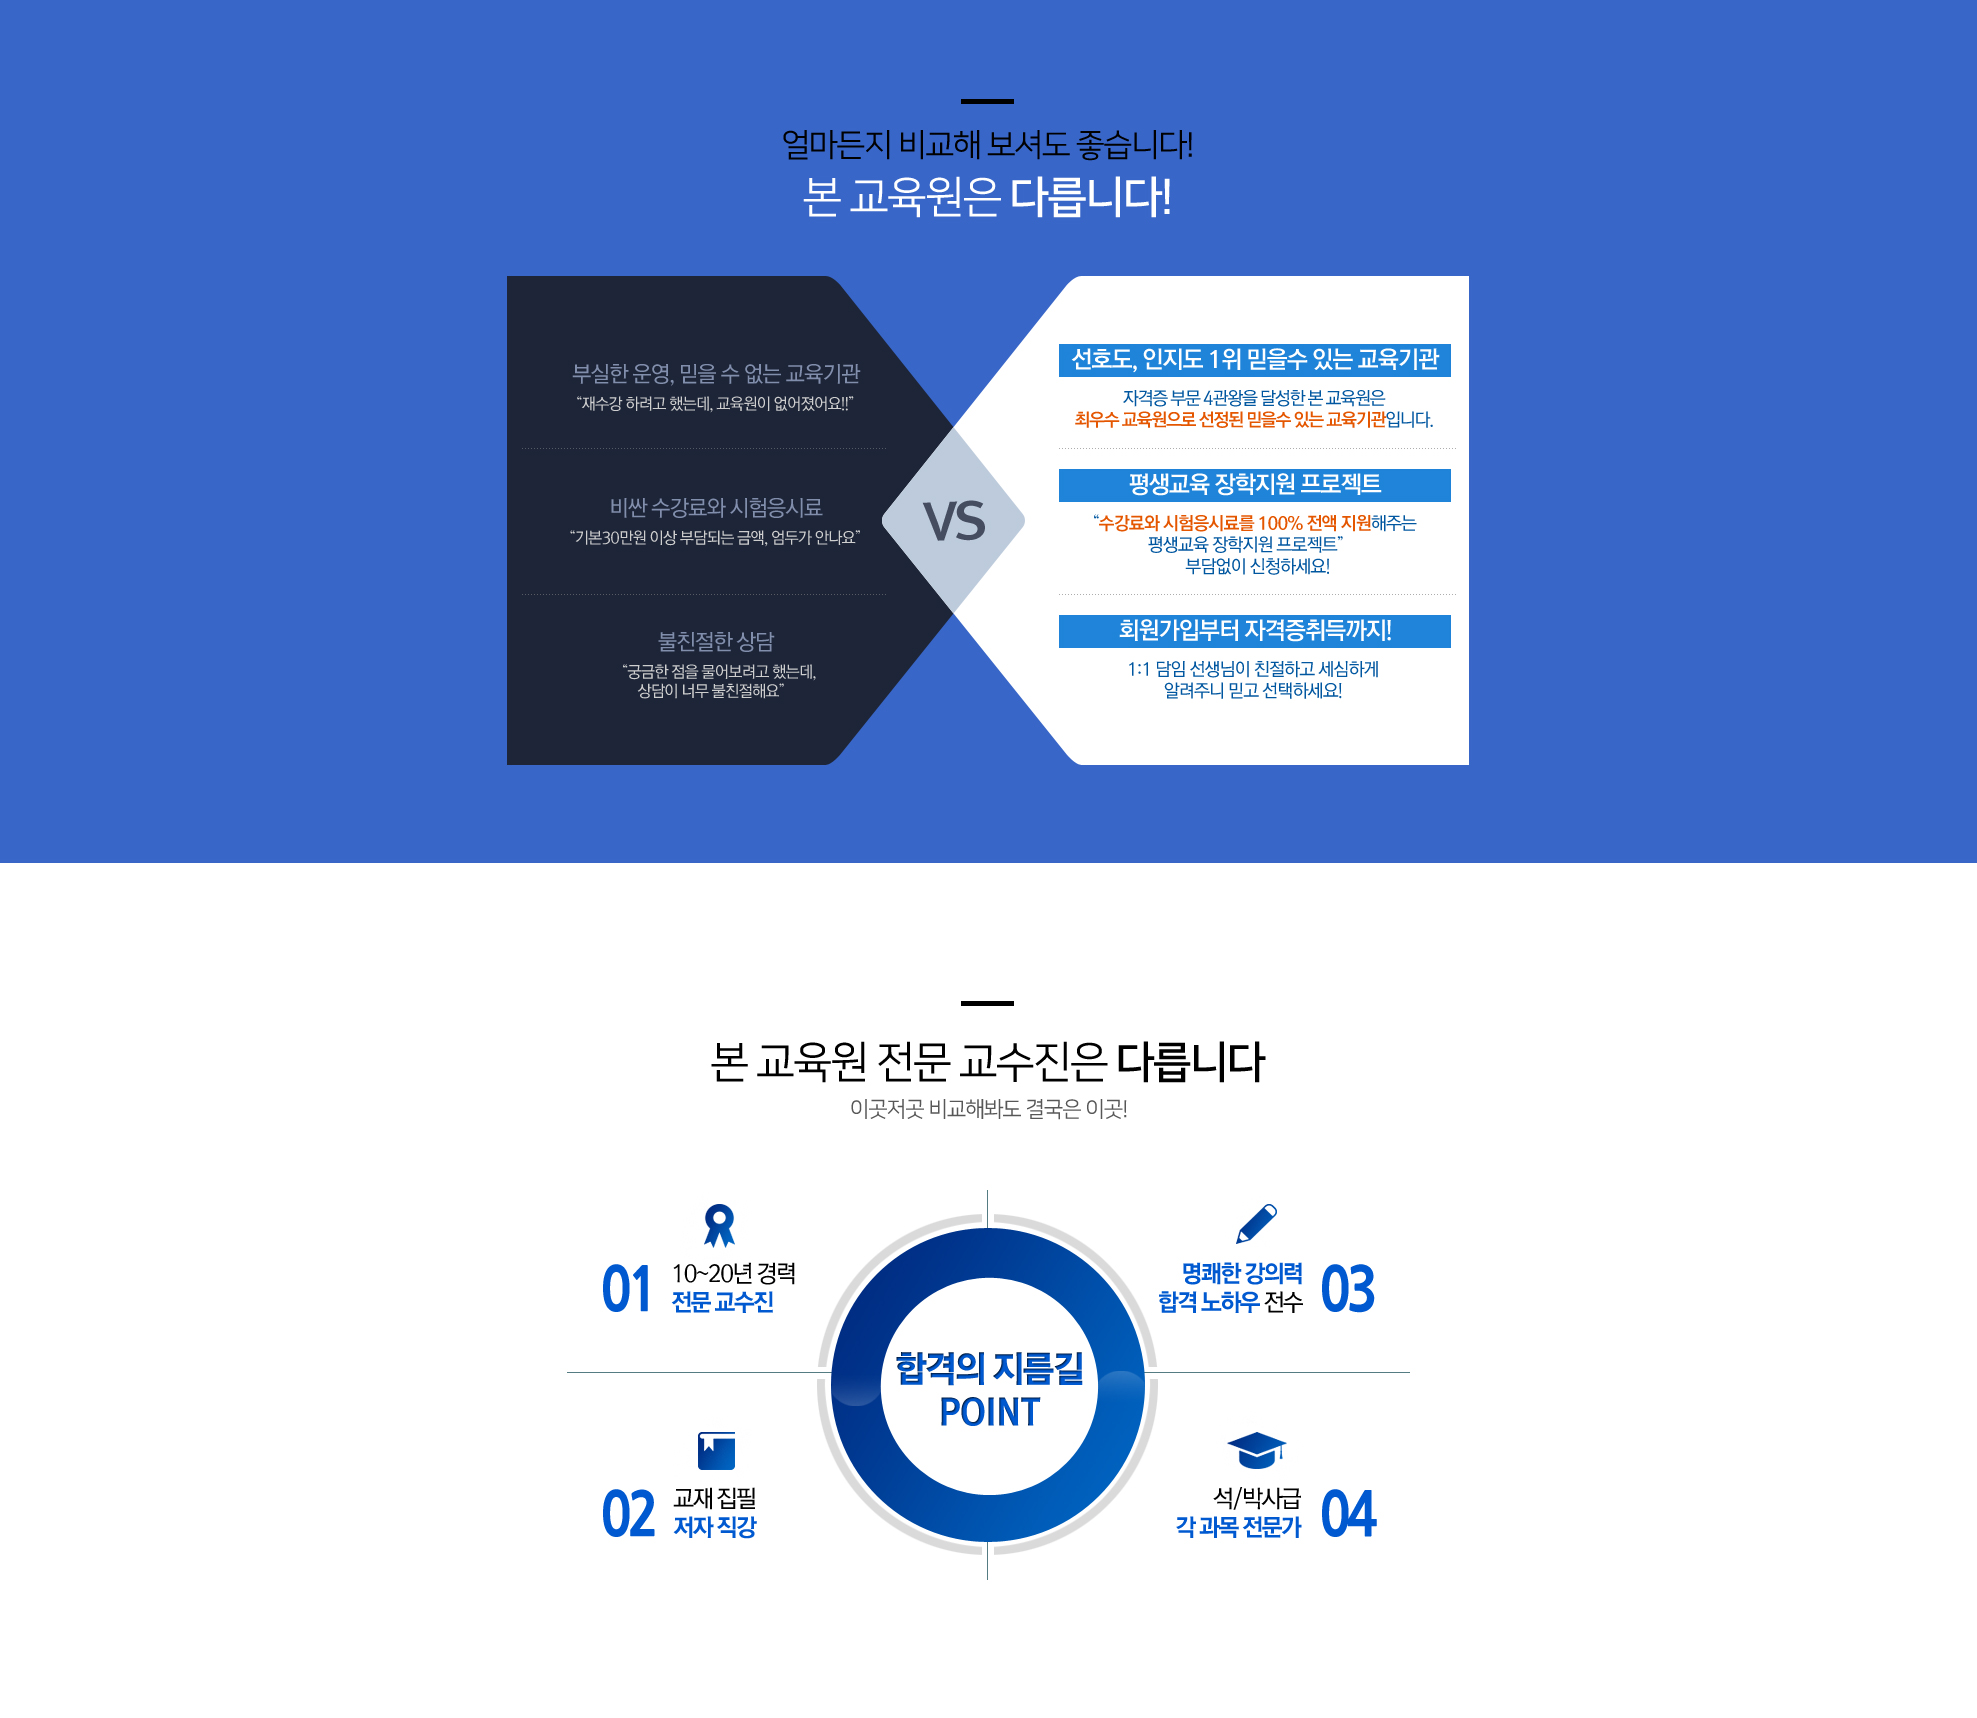 얼마든지 비교해 보셔도 좋습니다!
본 교육원은 다릅니다!
부실한 운영, 믿을 수 없는 교육기관
“재수강 하려고 했는데, 교육원이 없어졌어요!!”
비싼 수강료와 시험응시료
“기본30만원 이상 부담되는 금액, 엄두가 안나요”
불친절한 상담
“궁금한 점을 물어보려고 했는데,
상담이 너무 불친절해요”
VS
선호도, 인지도 1위 믿을수 있는 교육기관
자격증 부문 4관왕을 달성한 본 교육원은
최우수 교육원으로 선정된 믿을수 있는 교육기관입니다.
평생교육 장학지원 프로젝트
“수강료와 시험응시료를 100% 전액 지원해주는
평생교육 장학지원 프로젝트”
부담없이 신청하세요!
회원가입부터 자격증취득까지!
1:1 담임 선생님이 친절하고 세심하게
알려주니 믿고 선택하세요!
본 교육원 전문 교수진은 다릅니다
이곳저곳 비교해봐도 결국은 이곳!
01
10~20년 경력
전문 교수진
02
교재 집필
저자 직강
합격의 지름길
POINT
명쾌한 강의력
합격 노하우 전수
03
석/박사급
각 과목 전문가
04